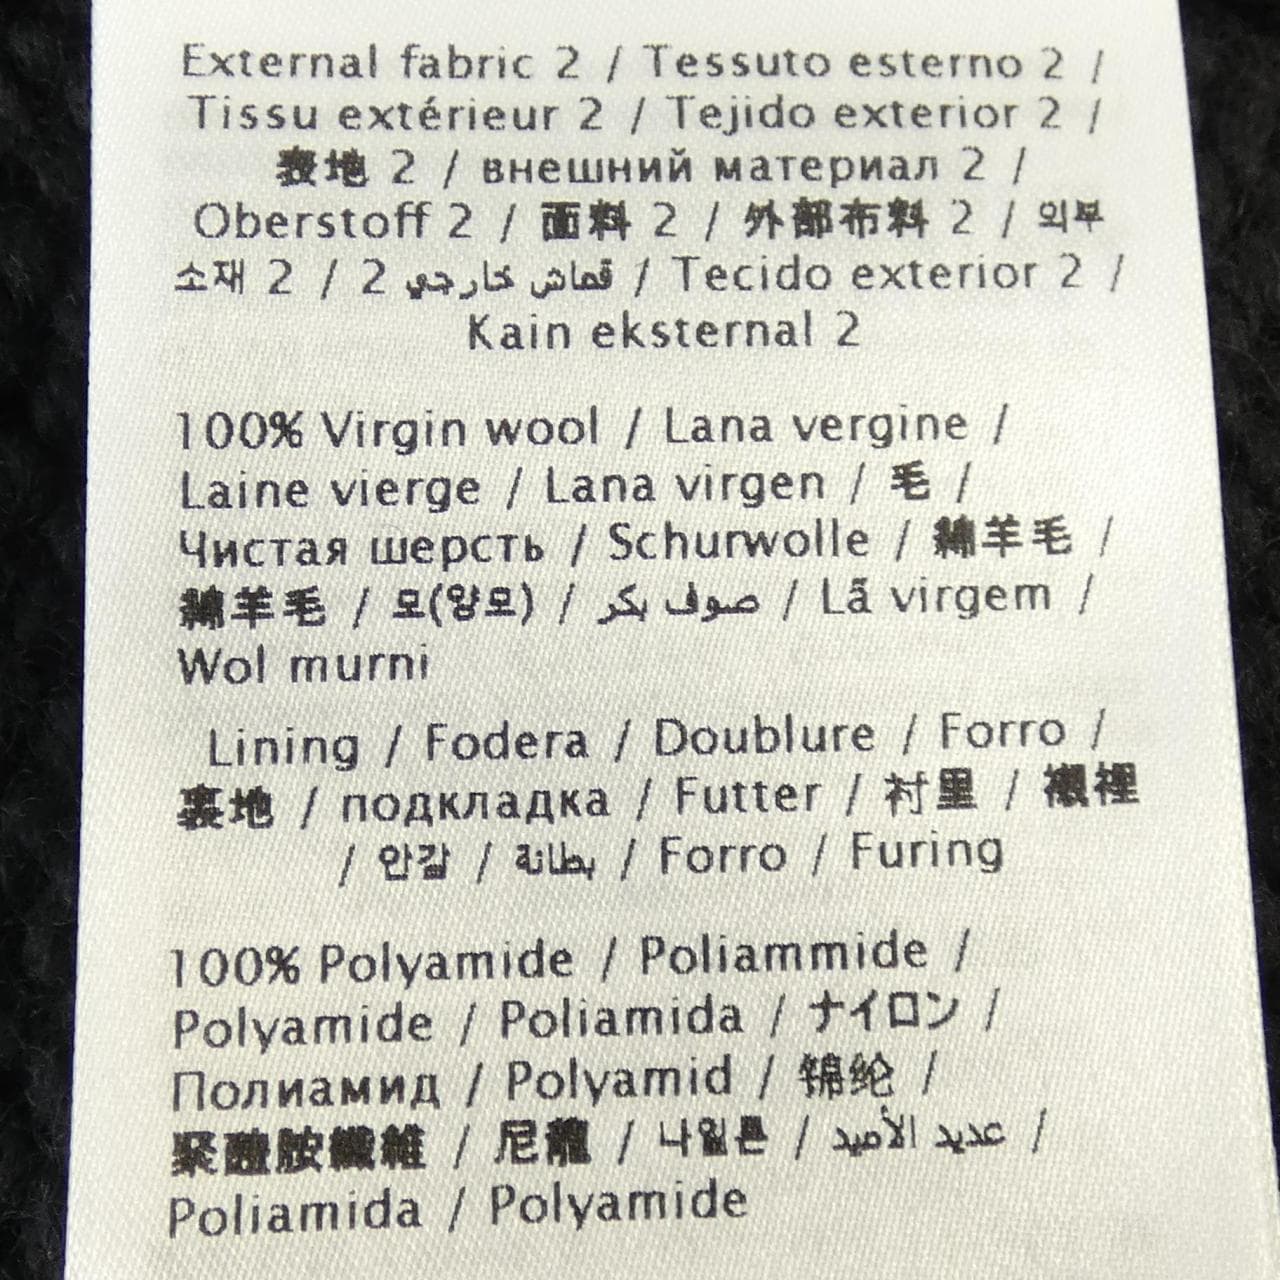 External fabric 2 / Tessuto esterno 2 /
Tissu extérieur 2 / Tejido exterior 2 /
表地 2 / внешний материал 2 /
Oberstoff 2 / 面料 2 / 外部布料 2 / 외부
소재 2 / 2 قماش خارجي / Tecido exterior 2 /
Kain eksternal 2
100% Virgin wool / Lana vergine /
Laine vierge / Lana virgen / 毛 /
Чистая шерсть / Schurwolle / 綿羊毛 /
綿羊毛 / 모(양모) / صوف بكر / Lã virgem /
Wol murni
Lining / Fodera / Doublure / Forro /
裏地 / подкладка / Futter / 衬里 / 襯裡
/ 안감 / بطانة / Forro / Furing
100% Polyamide / Poliammide /
Polyamide / Poliamida / ナイロン /
Полиамид / Polyamid / 锦纶 /
聚醯胺纖維 / 尼龍 / 나일론 / عديد الأميد /
Poliamida / Polyamide